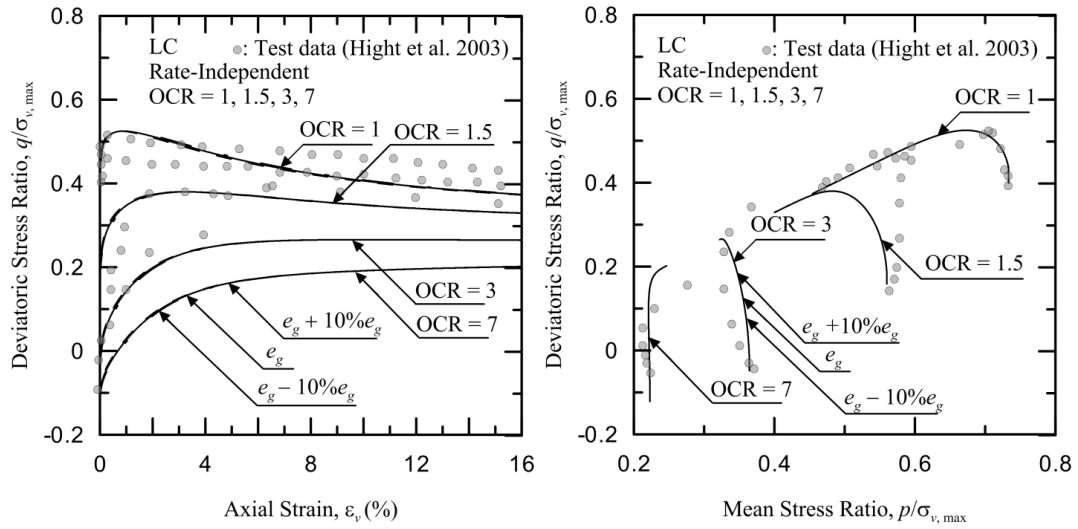 0.8
0.6
0.4
0.2
0
-0.2
Deviatoric Stress Ratio, q/σv, max
LC
: Test data (Hight et al. 2003)
Rate-Independent
OCR = 1, 1.5, 3, 7
OCR = 1
OCR = 1.5
OCR = 3
OCR = 7
eg + 10%eg
eg
eg − 10%eg
0 4 8 12 16
Axial Strain, εv (%)
0.8
0.6
0.4
0.2
0
-0.2
Deviatoric Stress Ratio, q/σv, max
LC
: Test data (Hight et al. 2003)
Rate-Independent
OCR = 1, 1.5, 3, 7
OCR = 1
OCR = 3
OCR = 1.5
eg +10%eg
eg
OCR = 7
eg − 10%eg
0.2 0.4 0.6 0.8
Mean Stress Ratio, p/σv, max